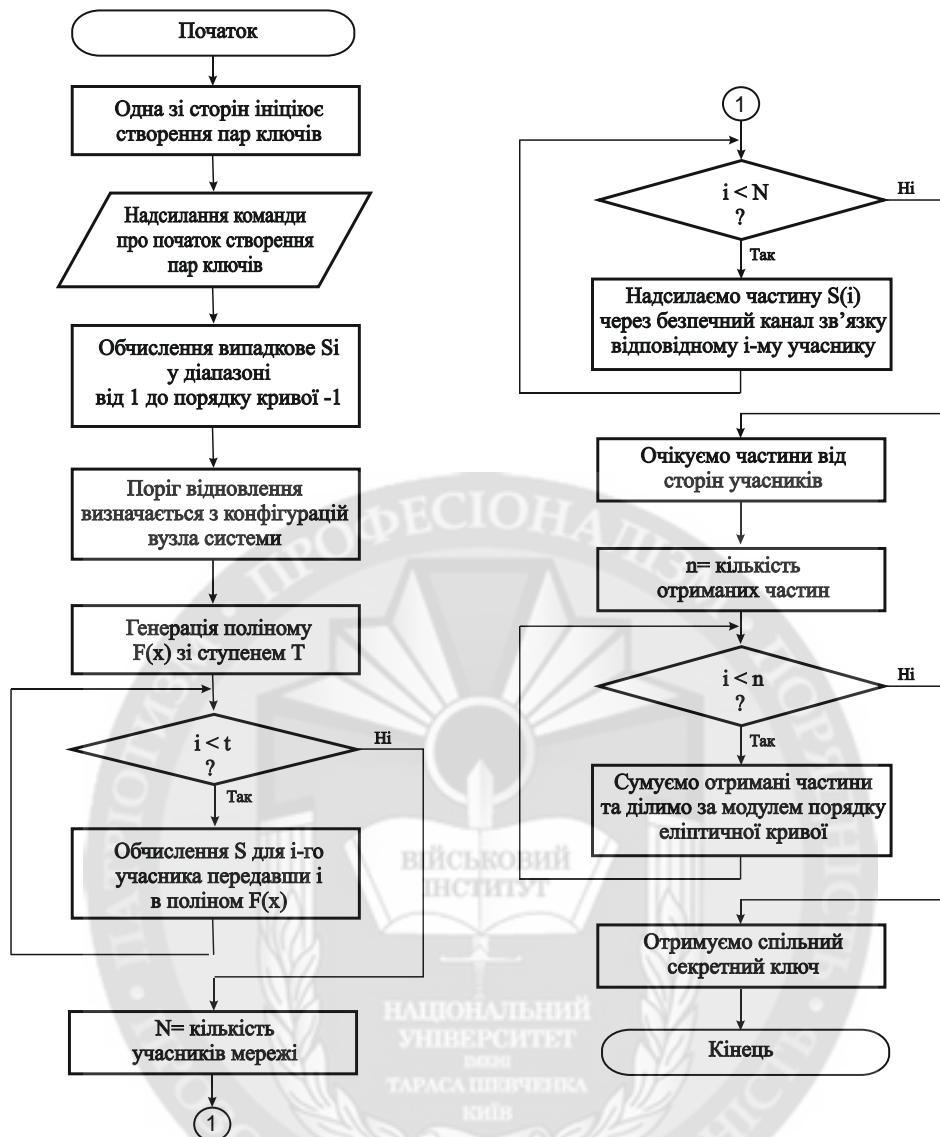 Початок
Одна зі сторін ініціює
створення пар ключів
Надсилання команди
про початок створення
пар ключів
Обчислення випадкове Si
у діапазоні
від 1 до порядку кривої -1
Поріг відновлення
визначається з конфігурацій
вузла системи
Генерація поліному
F(x) зі ступенем T
i < t
?
Ні
Так
Обчислення S для i-го
учасника передавши i
в поліном F(x)
N= кількість
учасників мережі
1
1
i < N
?
Ні
Так
Надсилаємо частину S(i)
через безпечний канал зв’язку
відповідному i-му учаснику
Очікуємо частини від
сторін учасників
n= кількість
отриманих частин
i < n
?
Ні
Так
Сумуємо отримані частини
та ділимо за модулем порядку
еліптичної кривої
Отримуємо спільний
секретний ключ
Кінець
ВІЙСЬКОВИЙ
ІНСТИТУТ
НАЦІОНАЛЬНИЙ
УНІВЕРСИТЕТ
ІМЕНІ
ТАРАСА ШЕВЧЕНКА
КИЇВ